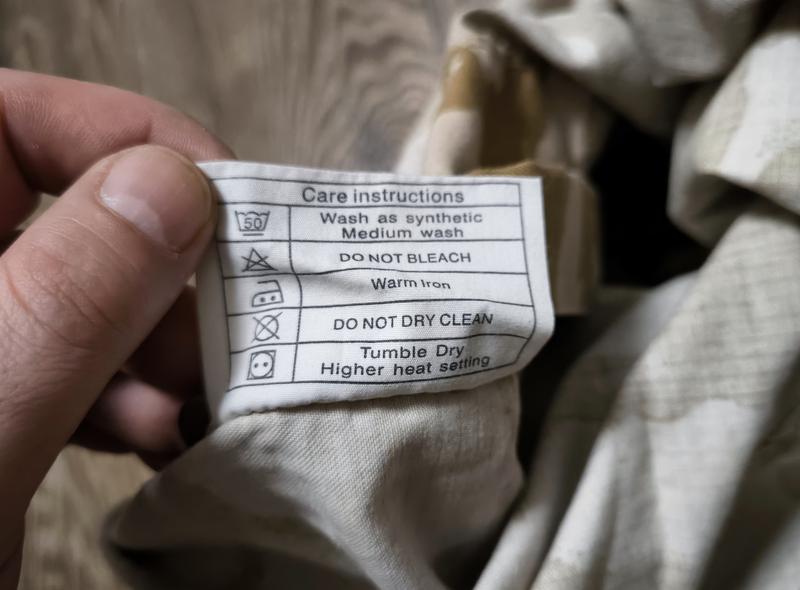 Care instructions
50
Wash as synthetic
Medium wash
DO NOT BLEACH
Warm Iron
DO NOT DRY CLEAN
Tumble Dry
Higher heat setting